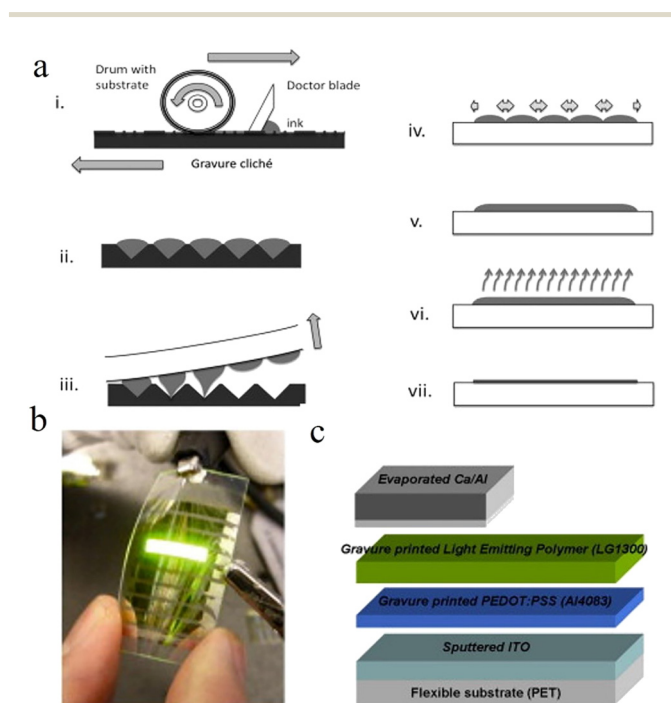 a
i.
Drum with
substrate
Doctor blade
ink
Gravure cliché
ii.
iii.
iv.
v.
vi.
vii.
b
c
Evaporated Ca/Al
Gravure printed Light Emitting Polymer (LG1300)
Gravure printed PEDOT:PSS (AI4083)
Sputtered ITO
Flexible substrate (PET)